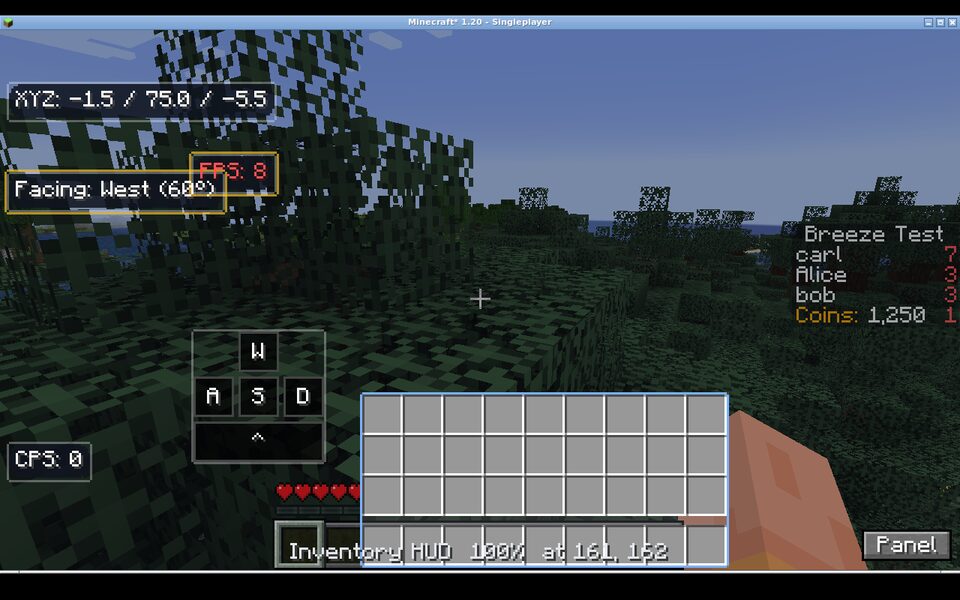 Minecraft* 1.20 - Singleplayer
XYZ: -1.5 / 75.0 / -5.5
FPS: 8
Facing: West (60°)
Breeze Test
carl 7
Alice 3
bob 3
Coins: 1,250 1
W
A S D
^
CPS: 0
Inventory HUD 100% at 161, 162
Panel